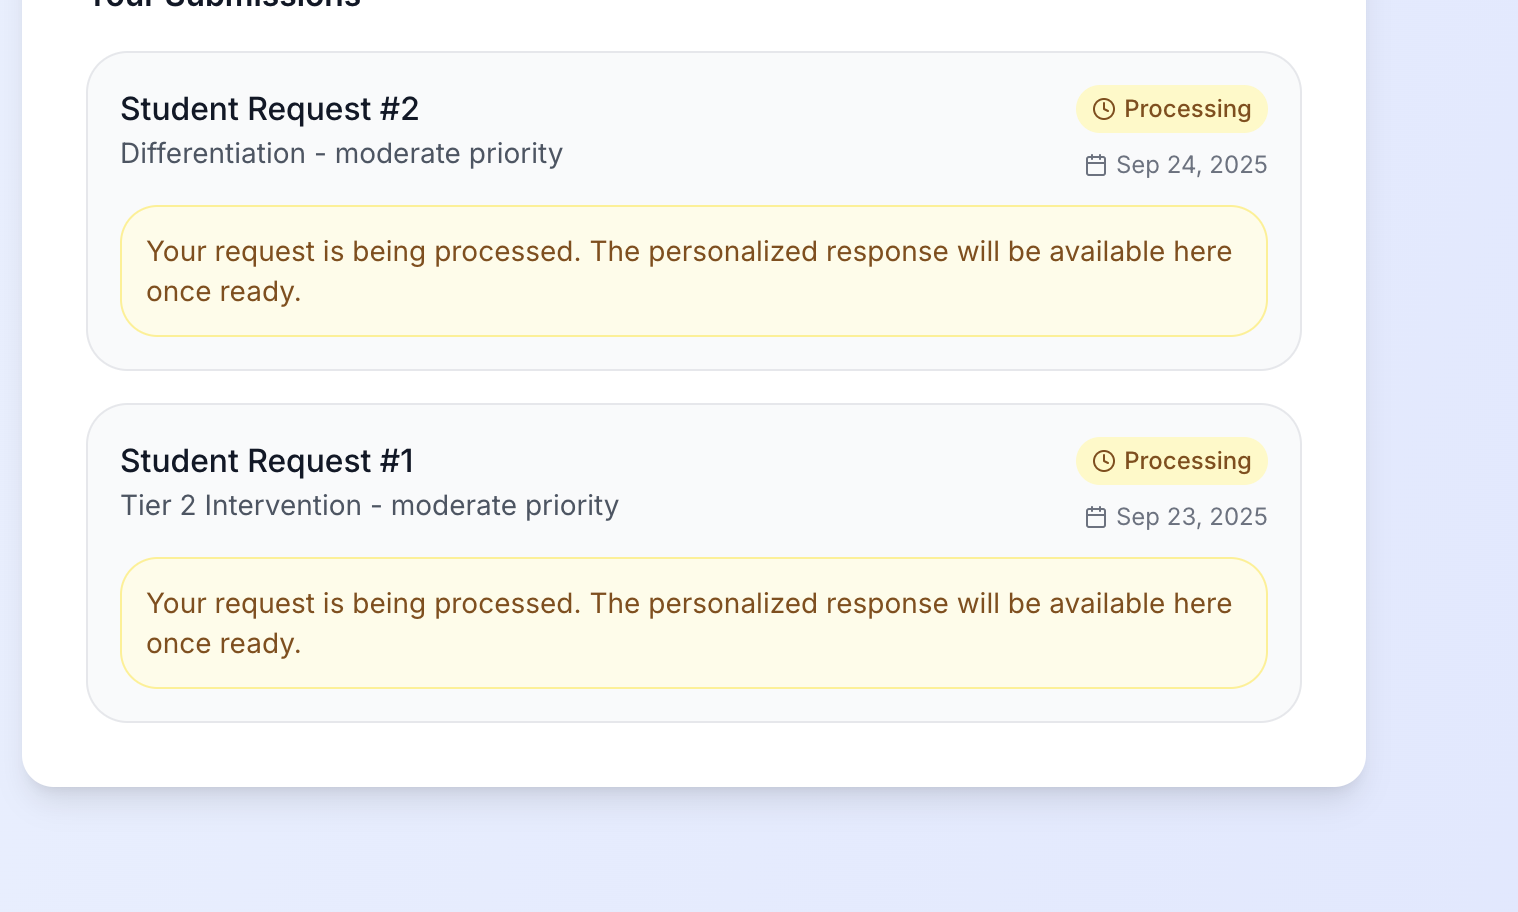 Your Submissions
Student Request #2
Processing
Differentiation - moderate priority
Sep 24, 2025
Your request is being processed. The personalized response will be available here
once ready.
Student Request #1
Processing
Tier 2 Intervention - moderate priority
Sep 23, 2025
Your request is being processed. The personalized response will be available here
once ready.